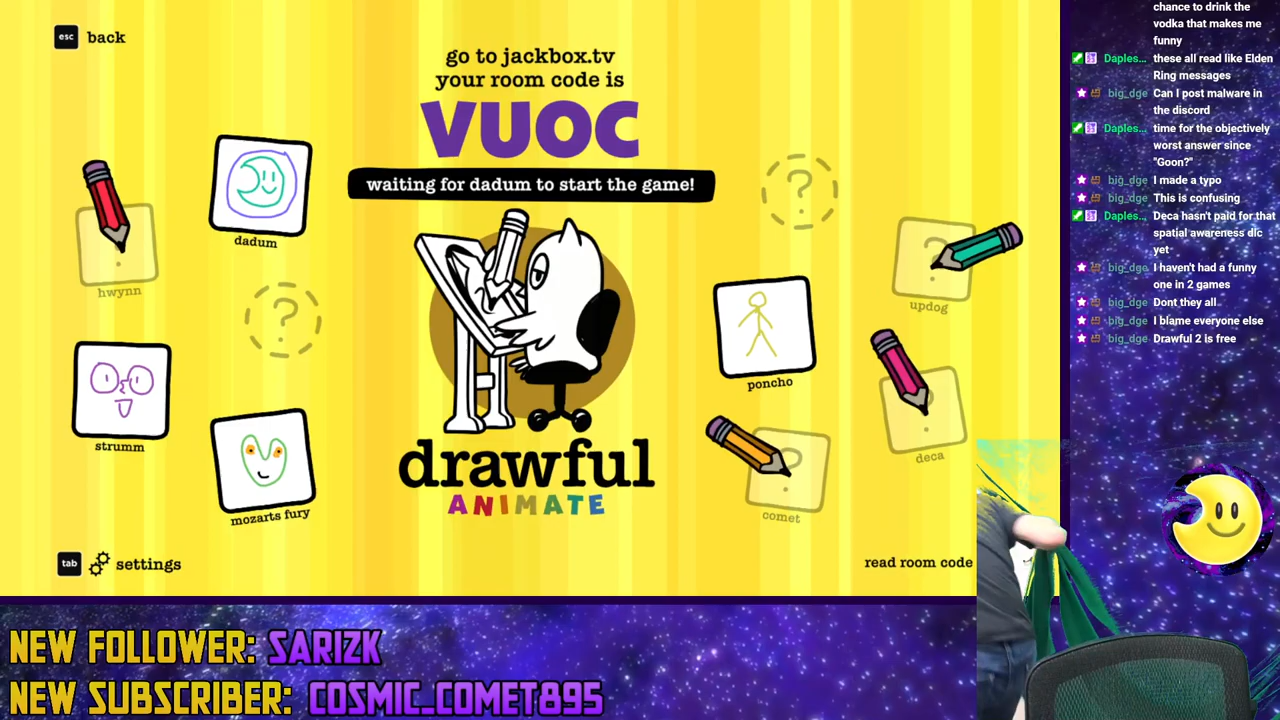 esc back
go to jackbox.tv
your room code is
VUOC
waiting for dadum to start the game!
hwynn
dadum
strumm
mozarts fury
poncho
updog
deca
comet
drawful
ANIMATE
tab settings
read room code
chance to drink the
vodka that makes me
funny
Daples... these all read like Elden
Ring messages
big_dge Can I post malware in
the discord
Daples... time for the objectively
worst answer since
"Goon?"
big_dge I made a typo
big_dge This is confusing
Daples... Deca hasn't paid for that
spatial awareness dlc
yet
big_dge I haven't had a funny
one in 2 games
big_dge Dont they all
big_dge I blame everyone else
big_dge Drawful 2 is free
NEW FOLLOWER: SARIZK
NEW SUBSCRIBER: COSMIC_COMET895